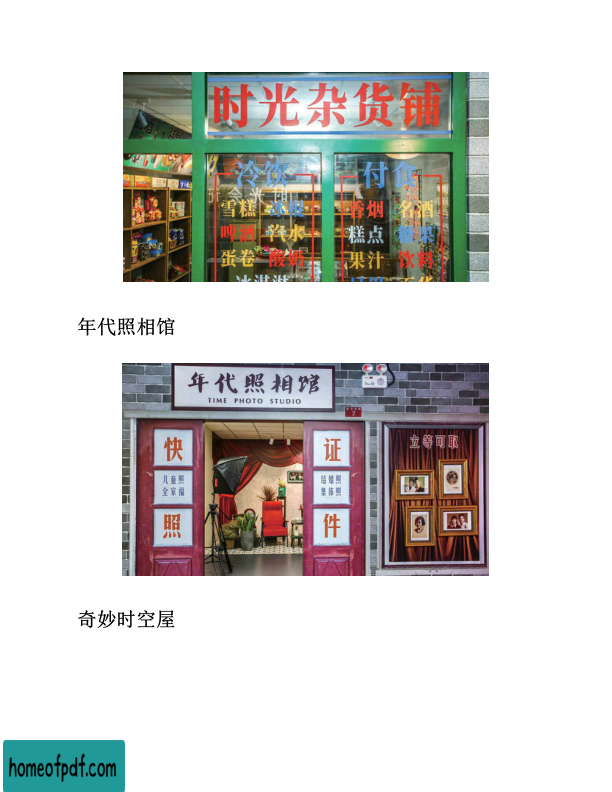 时光杂货铺
冷饮 付食
雪糕 冰棍 香烟 名酒
啤酒 汽水 糕点 糖果
蛋卷 酸奶 果汁 饮料
冰淇淋
年代照相馆
年代照相馆
TIME PHOTO STUDIO
快 证
儿童照 结婚照
全家福 集体照
照 件
立等可取
奇妙时空屋
homeofpdf.com